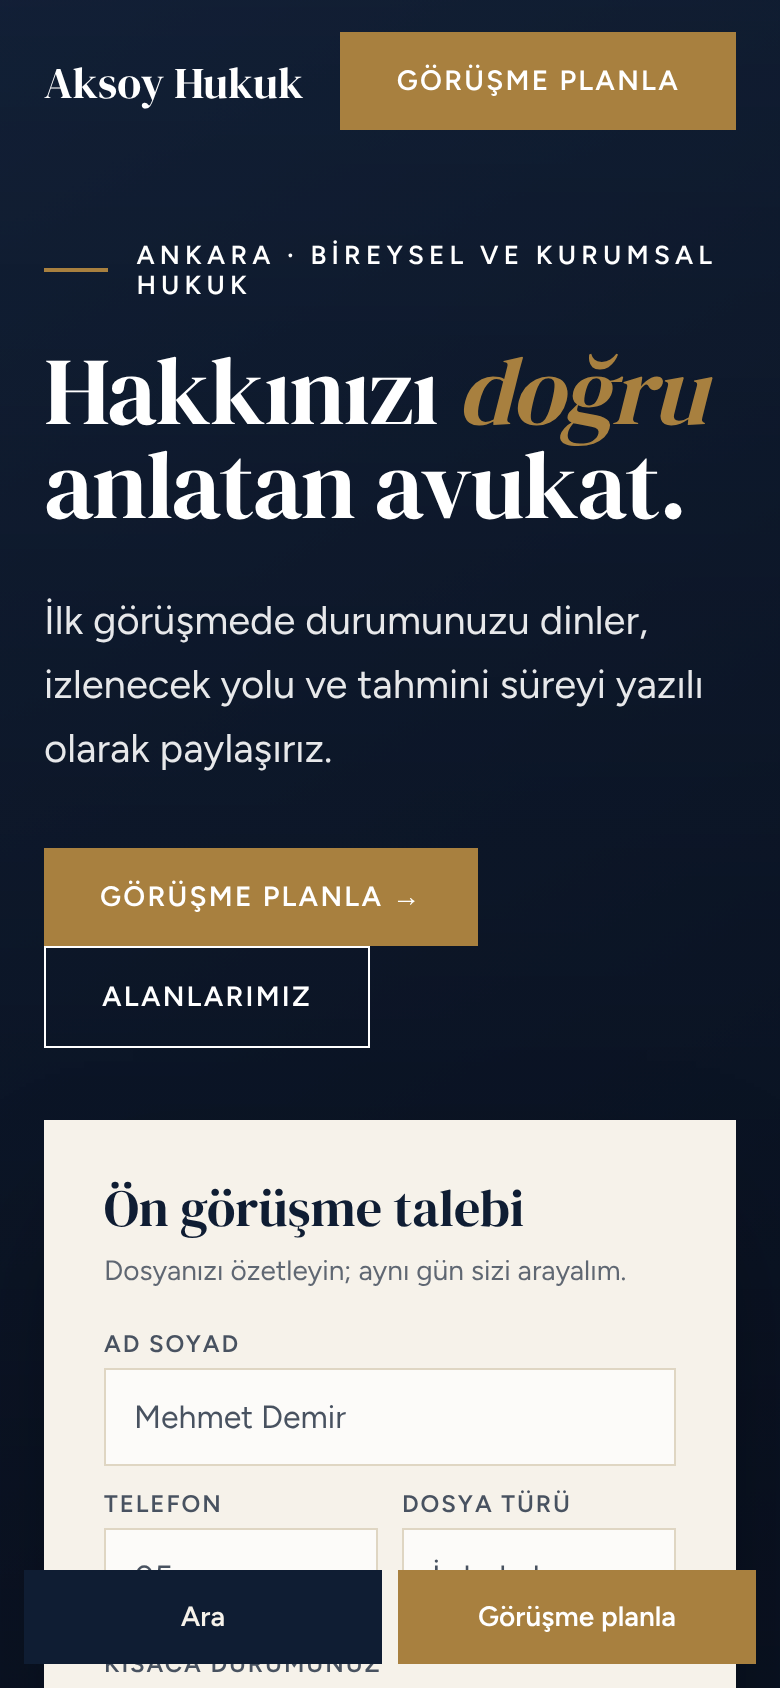 Aksoy Hukuk
GÖRÜŞME PLANLA
ANKARA · BİREYSEL VE KURUMSAL
HUKUK
Hakkınızı doğru
anlatan avukat.
İlk görüşmede durumunuzu dinler,
izlenecek yolu ve tahmini süreyi yazılı
olarak paylaşırız.
GÖRÜŞME PLANLA →
ALANLARIMIZ
Ön görüşme talebi
Dosyanızı özetleyin; aynı gün sizi arayalım.
AD SOYAD
Mehmet Demir
TELEFON
DOSYA TÜRÜ
Ara
Görüşme planla
KISACA DURUMUNUZ